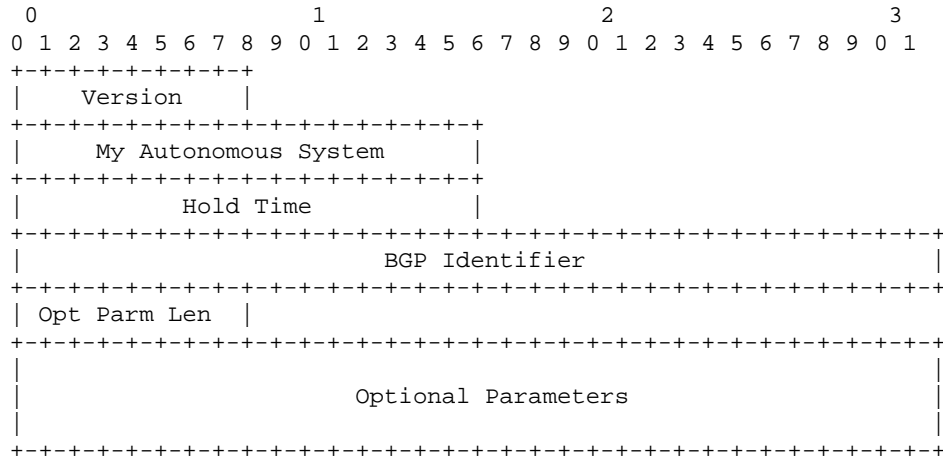 0                   1                   2                   3
0 1 2 3 4 5 6 7 8 9 0 1 2 3 4 5 6 7 8 9 0 1 2 3 4 5 6 7 8 9 0 1
+-+-+-+-+-+-+-+-+
|    Version    |
+-+-+-+-+-+-+-+-+-+-+-+-+-+-+-+-+
|     My Autonomous System      |
+-+-+-+-+-+-+-+-+-+-+-+-+-+-+-+-+
|           Hold Time           |
+-+-+-+-+-+-+-+-+-+-+-+-+-+-+-+-+-+-+-+-+-+-+-+-+-+-+-+-+-+-+-+-+
|                         BGP Identifier                        |
+-+-+-+-+-+-+-+-+-+-+-+-+-+-+-+-+-+-+-+-+-+-+-+-+-+-+-+-+-+-+-+-+
| Opt Parm Len  |
+-+-+-+-+-+-+-+-+-+-+-+-+-+-+-+-+-+-+-+-+-+-+-+-+-+-+-+-+-+-+-+-+
|                                                               |
|                       Optional Parameters                     |
|                                                               |
+-+-+-+-+-+-+-+-+-+-+-+-+-+-+-+-+-+-+-+-+-+-+-+-+-+-+-+-+-+-+-+-+